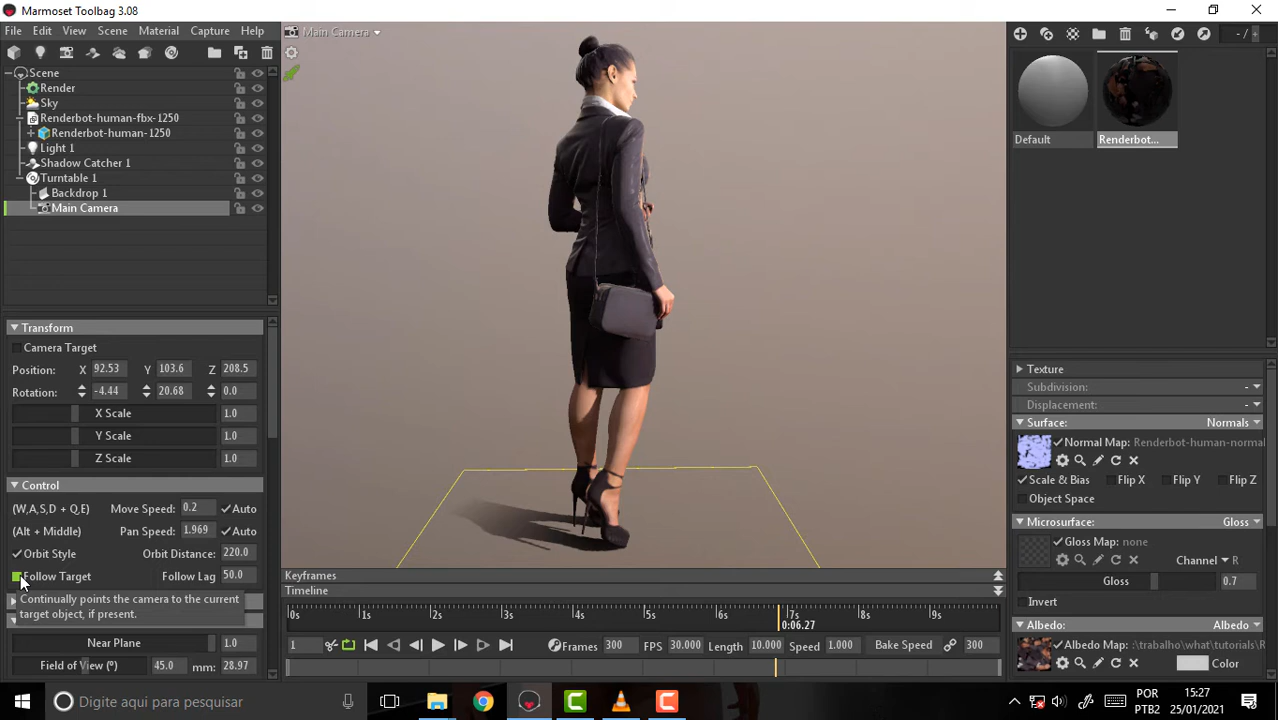 Marmoset Toolbag 3.08
File Edit View Scene Material Capture Help
Main Camera
- / +
Scene
Render
Sky
Renderbot-human-fbx-1250
Renderbot-human-1250
Light 1
Shadow Catcher 1
Turntable 1
Backdrop 1
Main Camera
Default
Renderbot...
Transform
Camera Target
Position: X 92.53 Y 103.6 Z 208.5
Rotation: -4.44 20.68 0.0
X Scale 1.0
Y Scale 1.0
Z Scale 1.0
Control
(W,A,S,D + Q,E) Move Speed: 0.2 Auto
(Alt + Middle) Pan Speed: 1.969 Auto
Orbit Style Orbit Distance: 220.0
Follow Target Follow Lag 50.0
Continually points the camera to the current
target object, if present.
Near Plane 1.0
Field of View (°) 45.0 mm: 28.97
Keyframes
Timeline
0s 1s 2s 3s 4s 5s 6s 7s 8s 9s
0:06.27
1 Frames 300 FPS 30.000 Length 10.000 Speed 1.000 Bake Speed 300
Texture
Subdivision: -
Displacement: -
Surface: Normals
Normal Map: Renderbot-human-normal
Scale & Bias Flip X Flip Y Flip Z
Object Space
Microsurface: Gloss
Gloss Map: none
Channel R
Gloss 0.7
Invert
Albedo: Albedo
Albedo Map: :\trabalho\what\tutorials\
Color
Digite aqui para pesquisar
POR
PTB2
15:27
25/01/2021